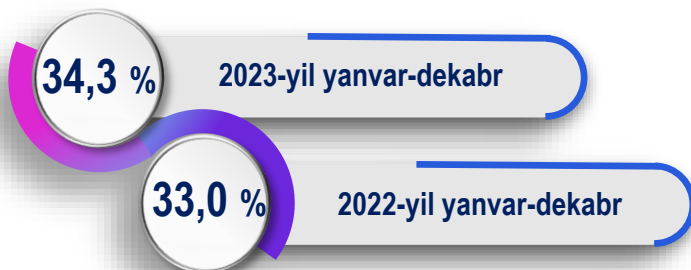 34,3 % 2023-yil yanvar-dekabr
33,0 % 2022-yil yanvar-dekabr